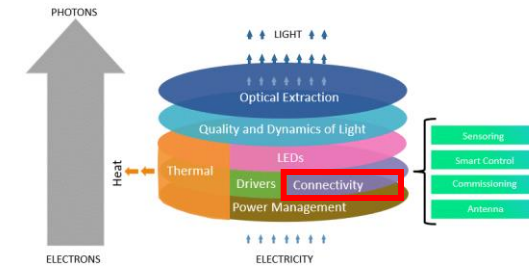 PHOTONS
LIGHT
Optical Extraction
Quality and Dynamics of Light
LEDs
Thermal
Heat
Drivers
Connectivity
Power Management
Sensoring
Smart Control
Commissioning
Antenna
ELECTRONS
ELECTRICITY